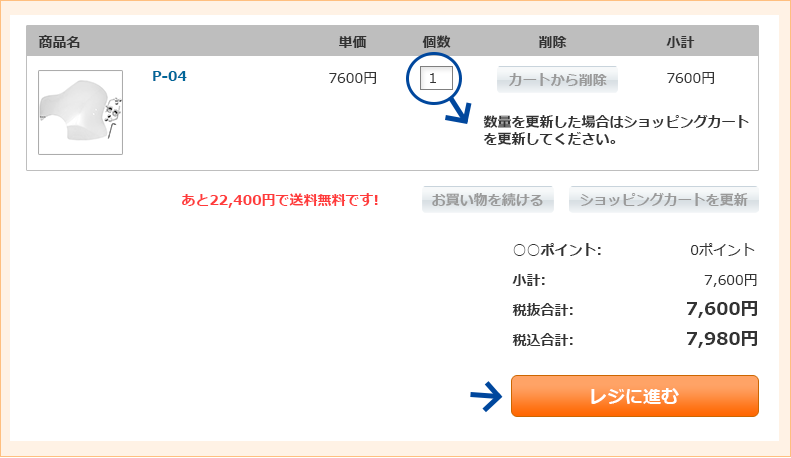 商品名 単価 個数 削除 小計
P-04 7600円 1 カートから削除 7600円
数量を更新した場合はショッピングカート
を更新してください。
あと22,400円で送料無料です! お買い物を続ける ショッピングカートを更新
〇〇ポイント: 0ポイント
小計: 7,600円
税抜合計: 7,600円
税込合計: 7,980円
レジに進む